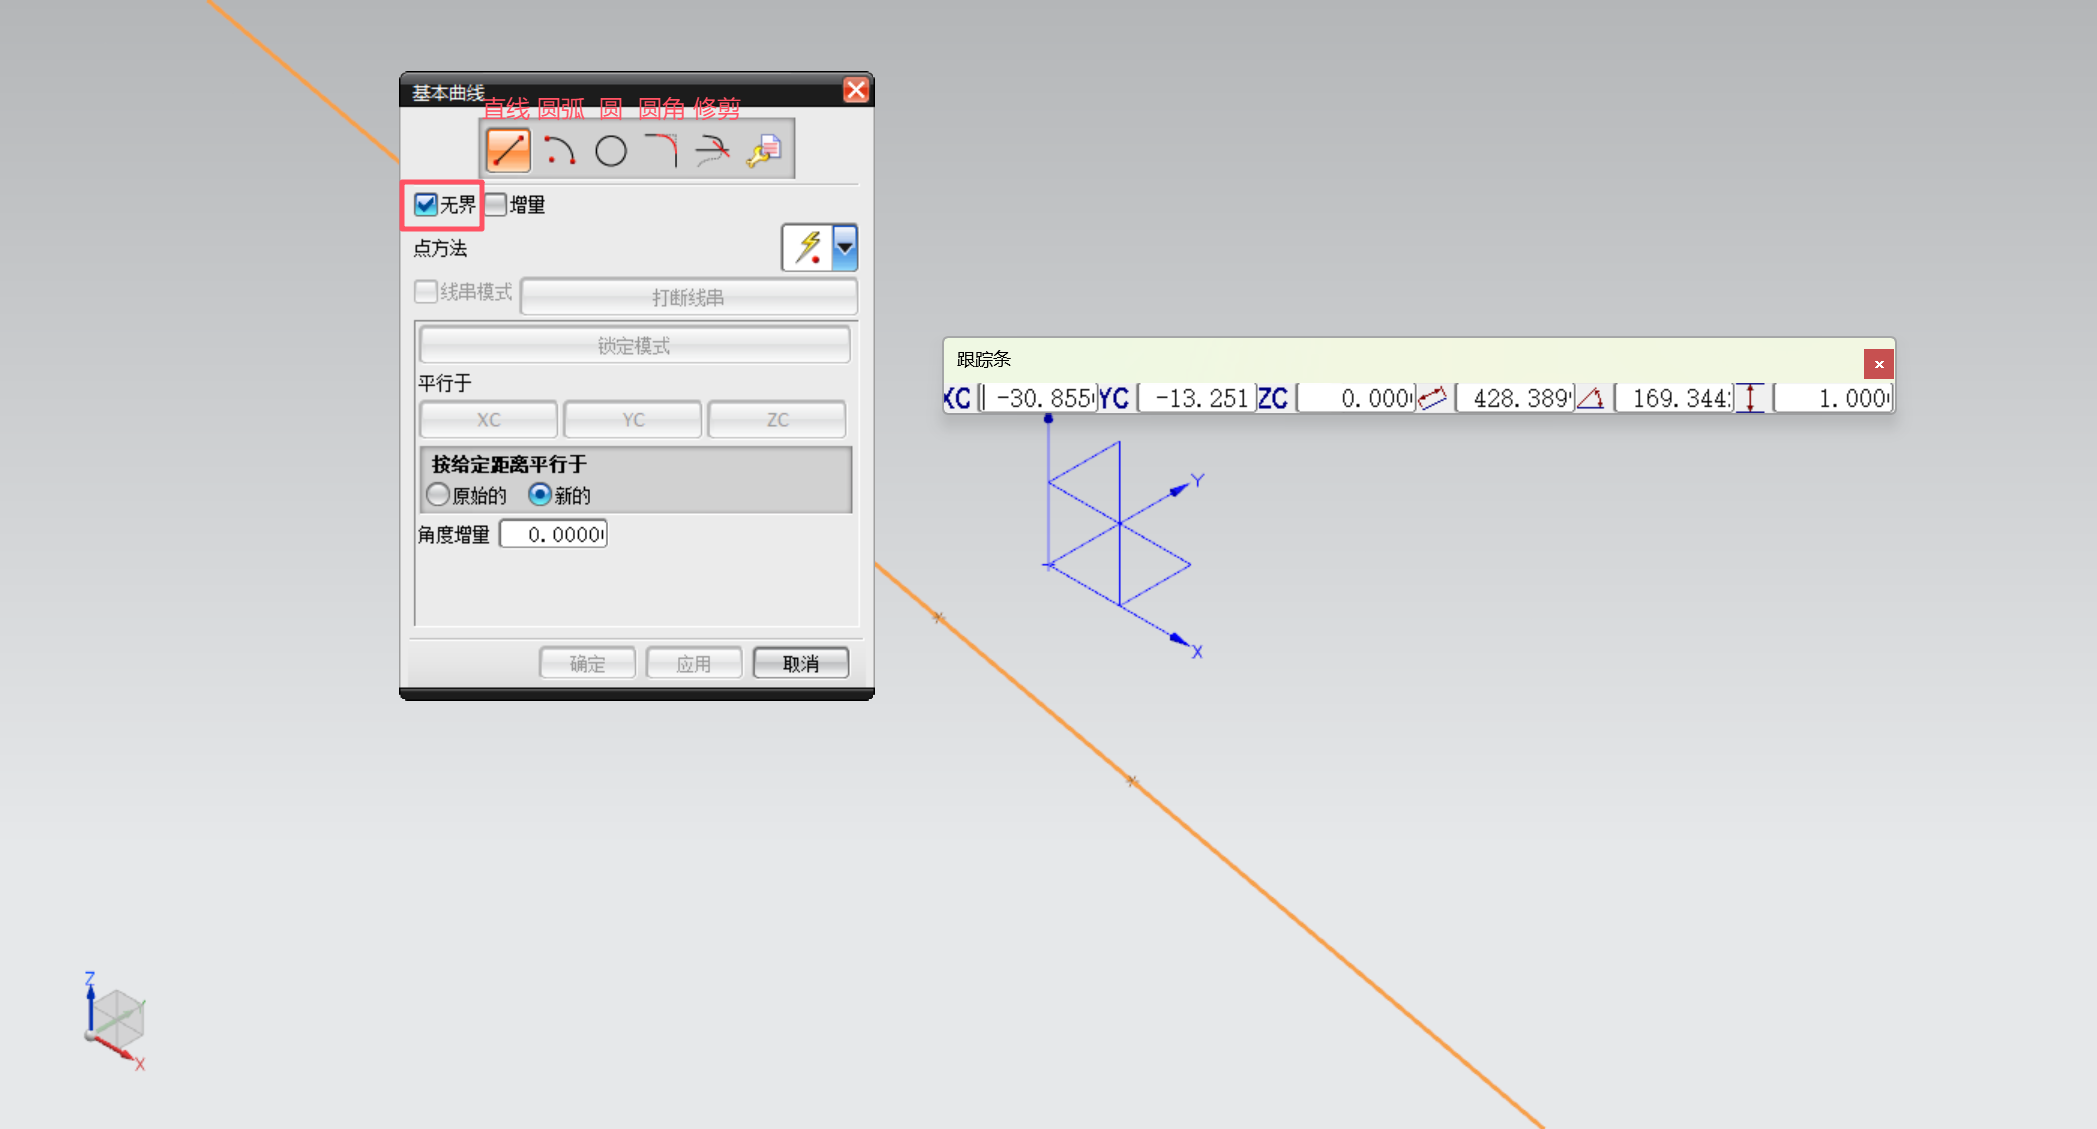 基本曲线
直线 圆弧 圆 圆角 修剪
无界 增量
点方法
线串模式 打断线串
锁定模式
平行于
XC YC ZC
按给定距离平行于
原始的 新的
角度增量 0.0000
确定 应用 取消
跟踪条
XC -30.855 YC -13.251 ZC 0.000 428.389 169.344 1.000
Y
X
Z
Y
X